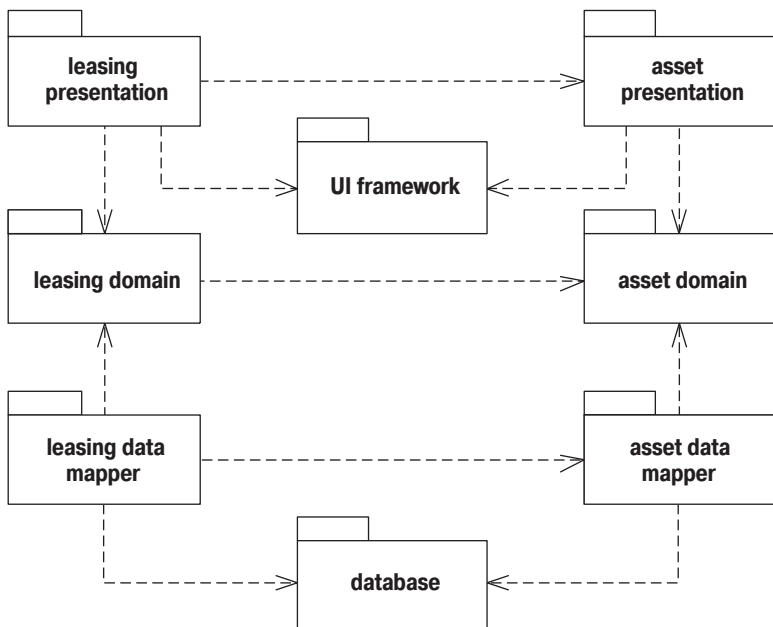 leasing
presentation
asset
presentation
UI framework
leasing domain
asset domain
leasing data
mapper
asset data
mapper
database